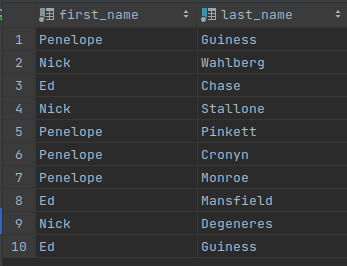 first_name last_name
1 Penelope Guiness
2 Nick Wahlberg
3 Ed Chase
4 Nick Stallone
5 Penelope Pinkett
6 Penelope Cronyn
7 Penelope Monroe
8 Ed Mansfield
9 Nick Degeneres
10 Ed Guiness